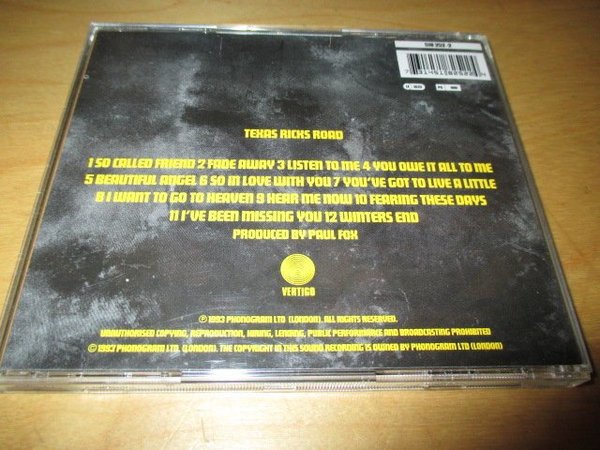 518 252-2
TEXAS RICKS ROAD
1 SO CALLED FRIEND 2 FADE AWAY 3 LISTEN TO ME 4 YOU OWE IT ALL TO ME
5 BEAUTIFUL ANGEL 6 SO IN LOVE WITH YOU 7 YOU'VE GOT TO LIVE A LITTLE
8 I WANT TO GO TO HEAVEN 9 HEAR ME NOW 10 FEARING THESE DAYS
11 I'VE BEEN MISSING YOU 12 WINTERS END
PRODUCED BY PAUL FOX
VERTIGO
℗ 1993 PHONOGRAM LTD (LONDON). ALL RIGHTS RESERVED.
UNAUTHORISED COPYING, REPRODUCTION, HIRING, LENDING, PUBLIC PERFORMANCE AND BROADCASTING PROHIBITED
© 1993 PHONOGRAM LTD. (LONDON). THE COPYRIGHT IN THIS SOUND RECORDING IS OWNED BY PHONOGRAM LTD (LONDON)